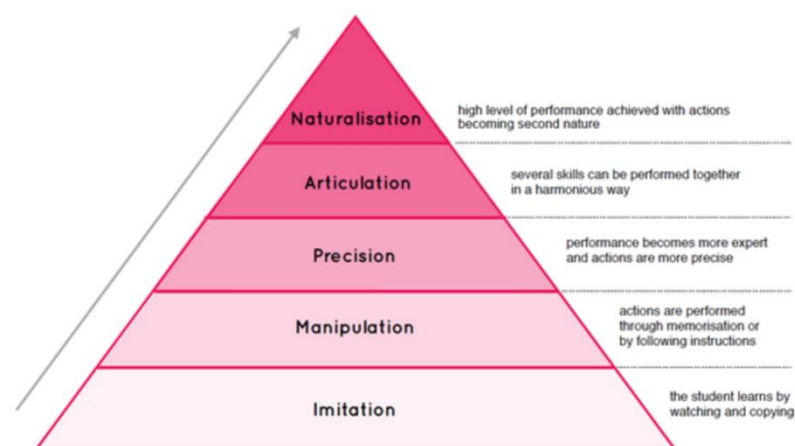 Naturalisation
high level of performance achieved with actions
becoming second nature
Articulation
several skills can be performed together
in a harmonious way
Precision
performance becomes more expert
and actions are more precise
Manipulation
actions are performed
through memorisation or
by following instructions
Imitation
the student learns by
watching and copying